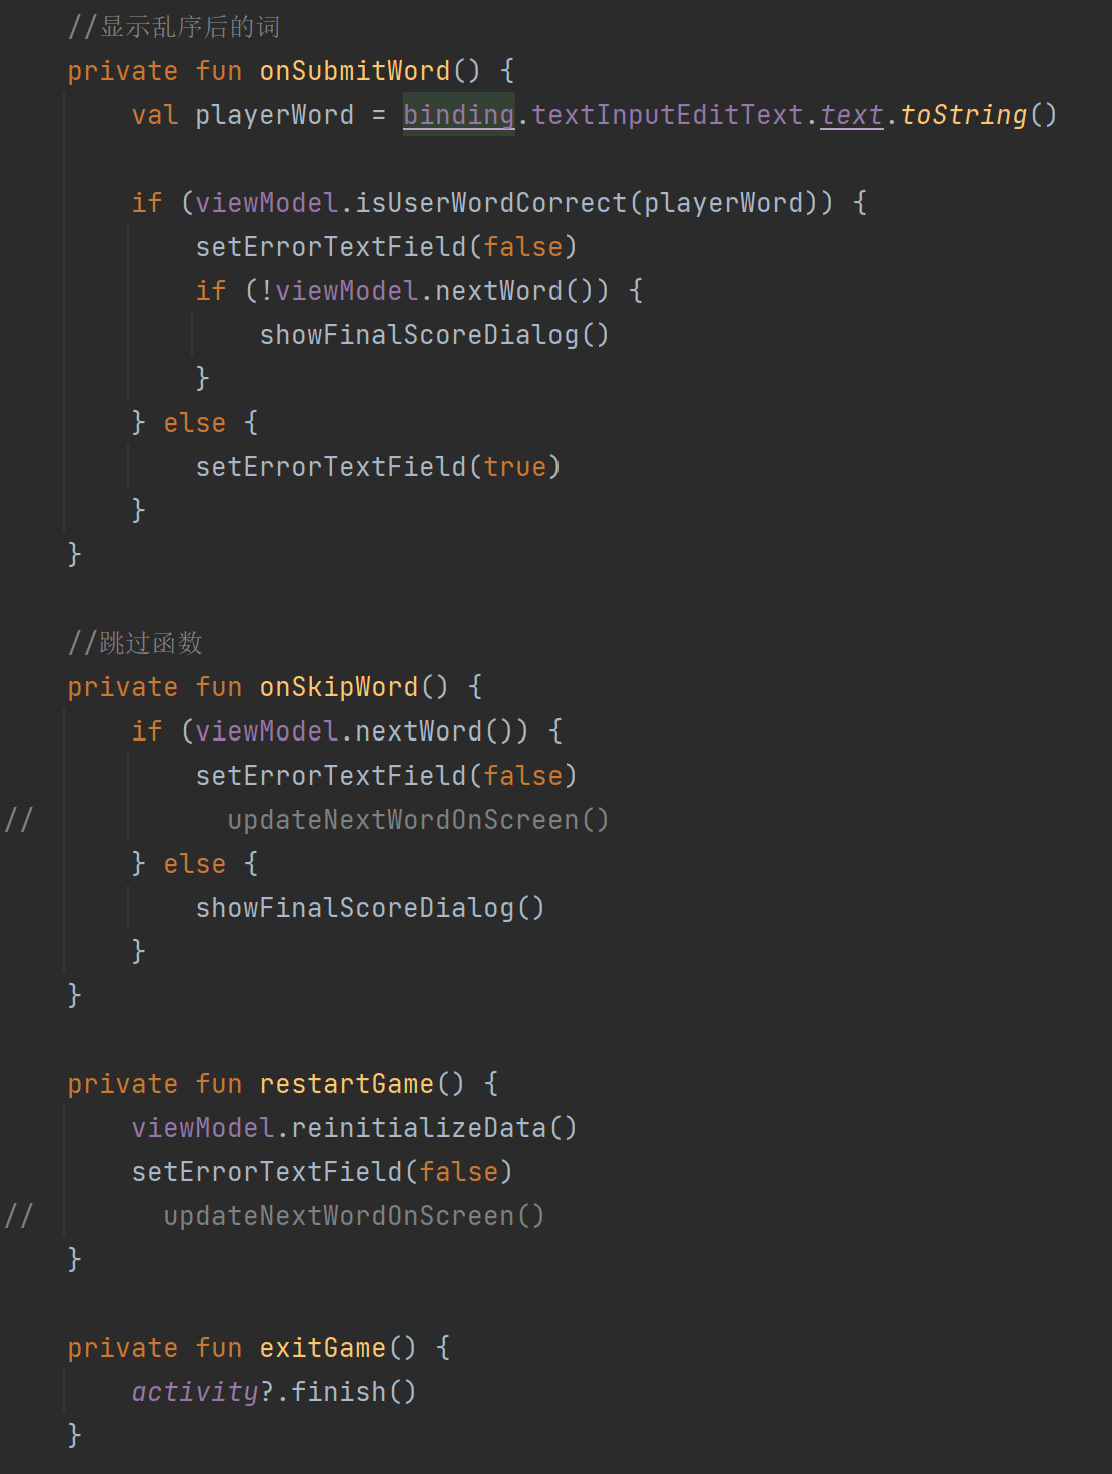 //显示乱序后的词
private fun onSubmitWord() {
val playerWord = binding.textInputEditText.text.toString()
if (viewModel.isUserWordCorrect(playerWord)) {
setErrorTextField(false)
if (!viewModel.nextWord()) {
showFinalScoreDialog()
}
} else {
setErrorTextField(true)
}
}
//跳过函数
private fun onSkipWord() {
if (viewModel.nextWord()) {
setErrorTextField(false)
// updateNextWordOnScreen()
} else {
showFinalScoreDialog()
}
}
private fun restartGame() {
viewModel.reinitializeData()
setErrorTextField(false)
// updateNextWordOnScreen()
}
private fun exitGame() {
activity?.finish()
}